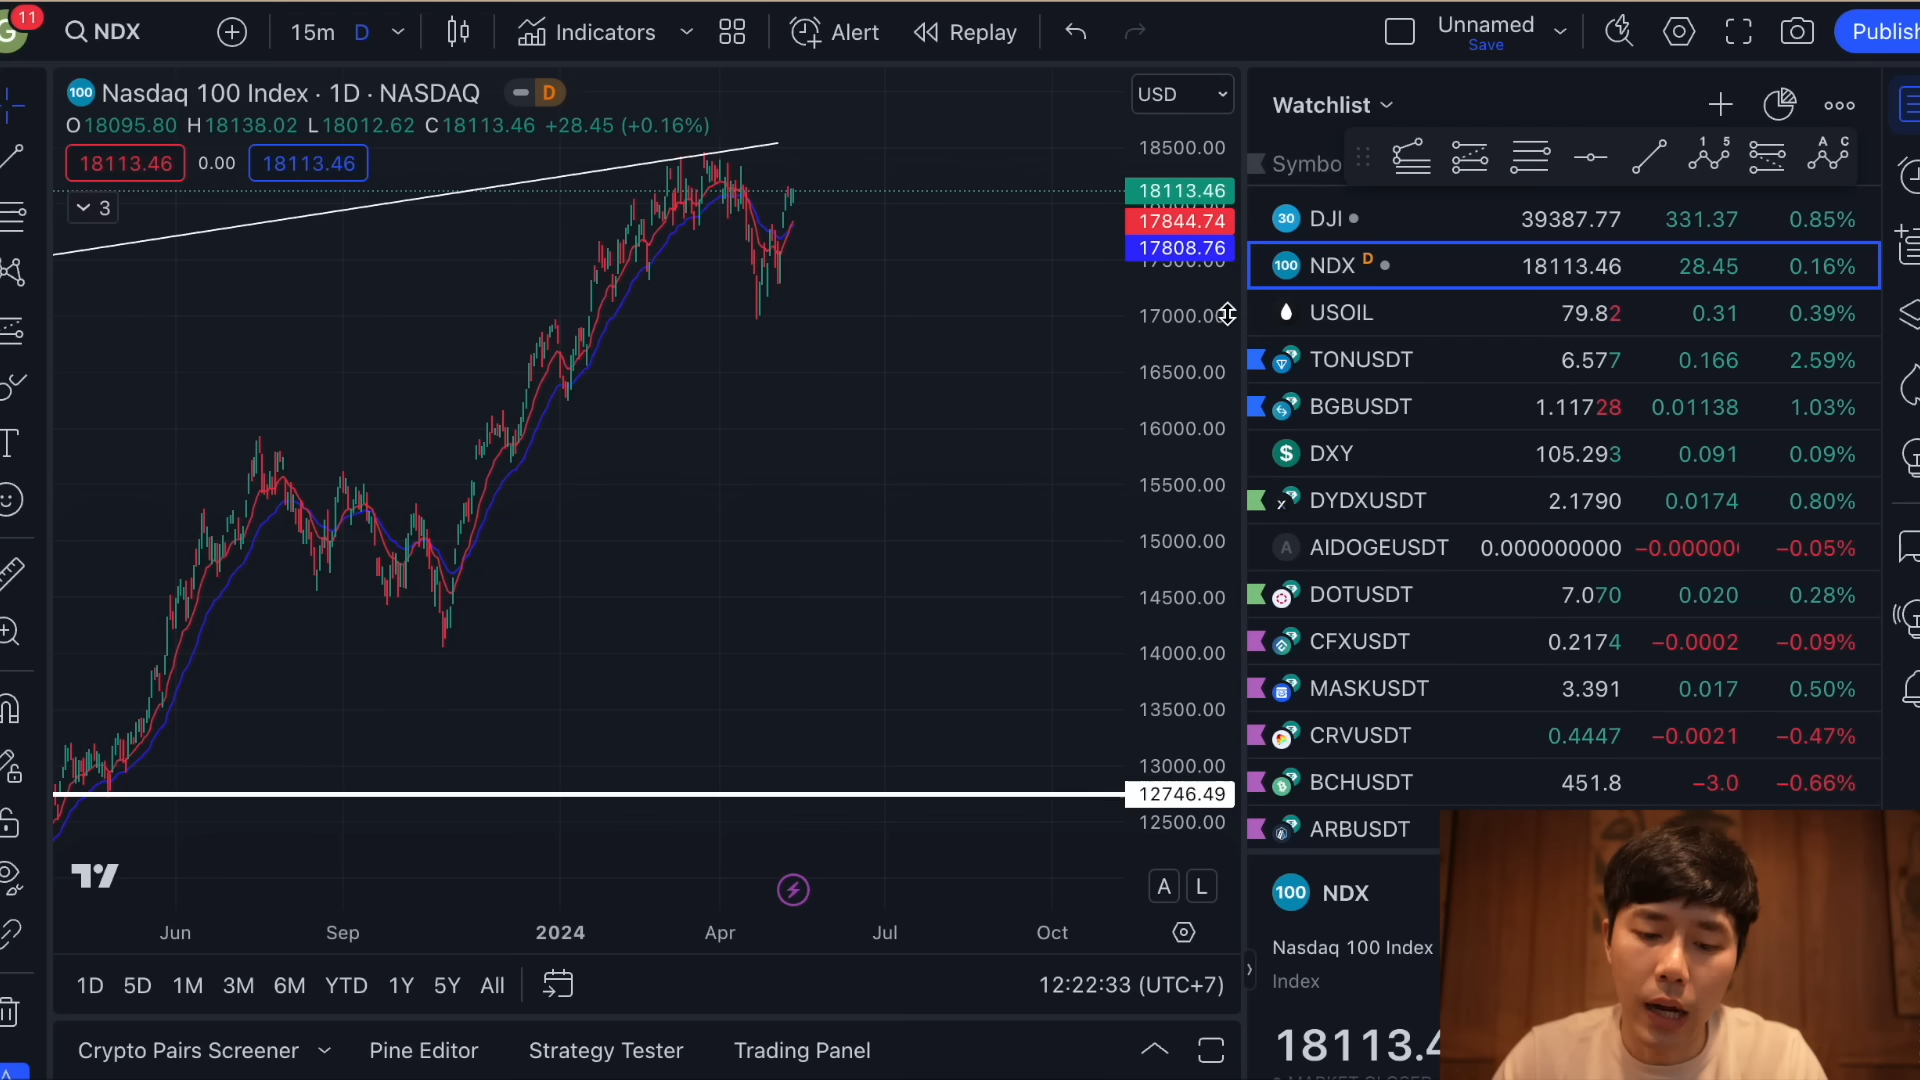 11
NDX
15m D
Indicators
Alert
Replay
Unnamed
Save
Publish
100 Nasdaq 100 Index · 1D · NASDAQ D
USD
O18095.80 H18138.02 L18012.62 C18113.46 +28.45 (+0.16%)
18113.46 0.00 18113.46
3
18500.00
18113.46
17844.74
17808.76
17000.00
16500.00
16000.00
15500.00
15000.00
14500.00
14000.00
13500.00
13000.00
12746.49
12500.00
A L
Jun Sep 2024 Apr Jul Oct
1D 5D 1M 3M 6M YTD 1Y 5Y All
12:22:33 (UTC+7)
Crypto Pairs Screener Pine Editor Strategy Tester Trading Panel
Watchlist
Symbo
1 5 A C
30 DJI 39387.77 331.37 0.85%
100 NDX D 18113.46 28.45 0.16%
USOIL 79.82 0.31 0.39%
TONUSDT 6.577 0.166 2.59%
BGBUSDT 1.11728 0.01138 1.03%
$ DXY 105.293 0.091 0.09%
DYDXUSDT 2.1790 0.0174 0.80%
A AIDOGEUSDT 0.000000000 −0.000000 −0.05%
DOTUSDT 7.070 0.020 0.28%
CFXUSDT 0.2174 −0.0002 −0.09%
MASKUSDT 3.391 0.017 0.50%
CRVUSDT 0.4447 −0.0021 −0.47%
BCHUSDT 451.8 −3.0 −0.66%
ARBUSDT
100 NDX
Nasdaq 100 Index
Index
18113.4